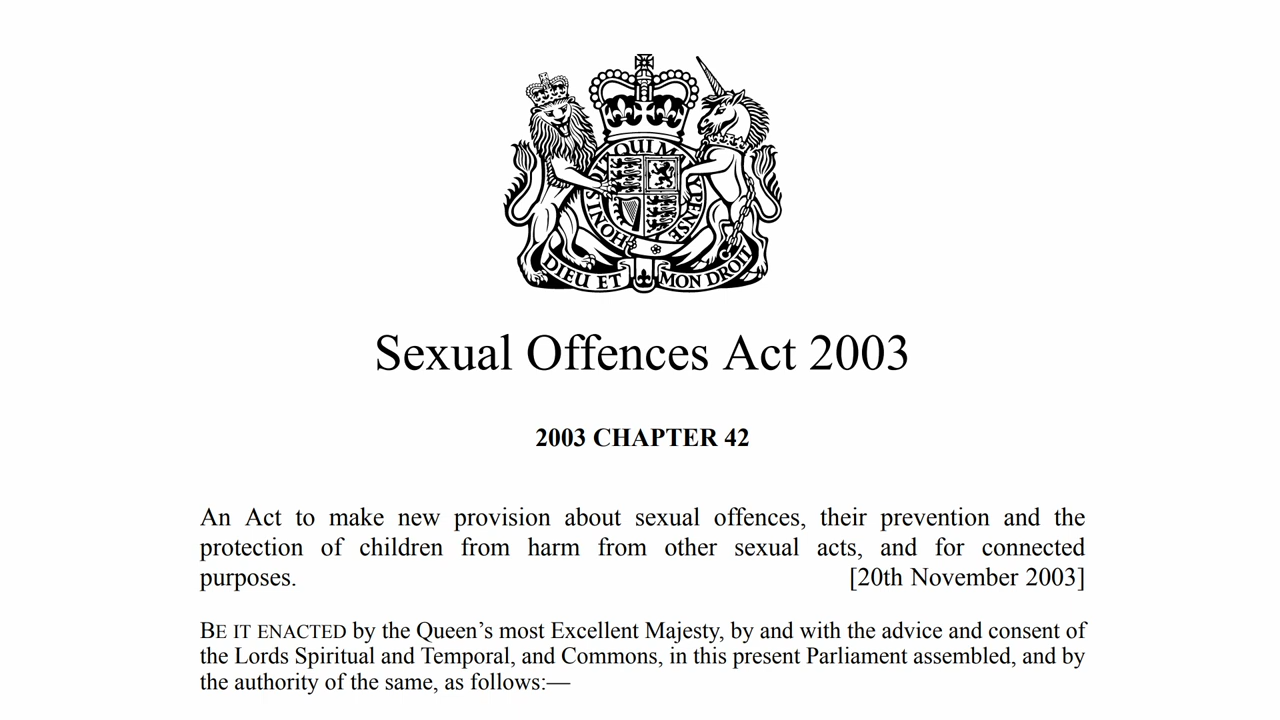 QUI M
Y PENSE
HONI S
DIEU ET MON DROIT
Sexual Offences Act 2003
2003 CHAPTER 42
An Act to make new provision about sexual offences, their prevention and the
protection of children from harm from other sexual acts, and for connected
purposes. [20th November 2003]
BE IT ENACTED by the Queen’s most Excellent Majesty, by and with the advice and consent of
the Lords Spiritual and Temporal, and Commons, in this present Parliament assembled, and by
the authority of the same, as follows:—